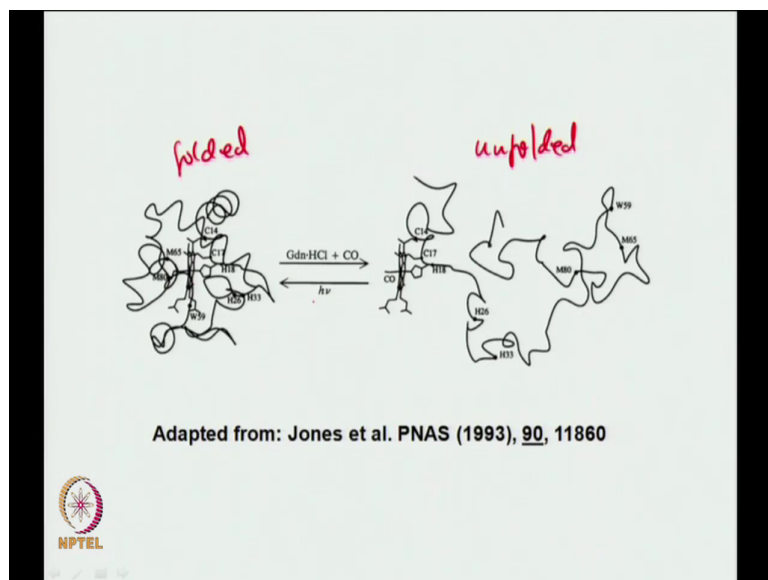 folded
unfolded
C14
M65
C17
M80
H18
H26
H33
W59
Gdn·HCl + CO
hν
C14
C17
CO
H18
H26
H33
M80
W59
M65
Adapted from: Jones et al. PNAS (1993), 90, 11860
NPTEL